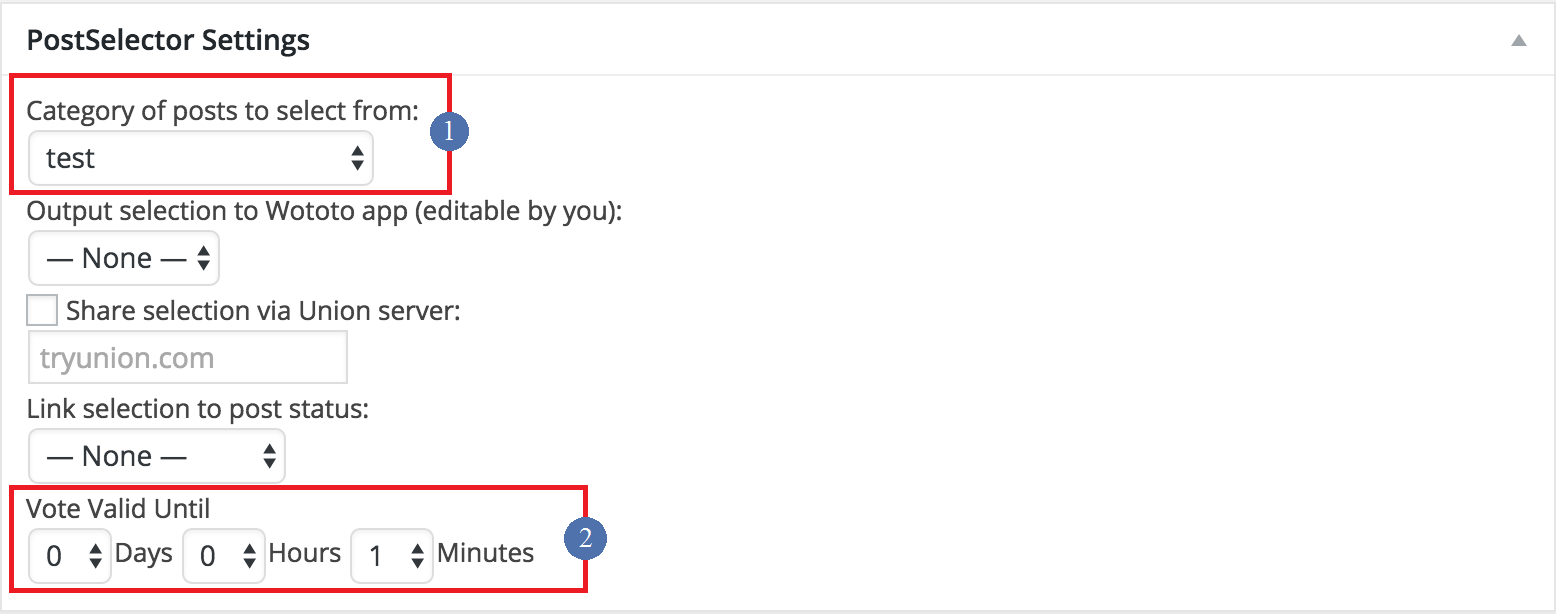 PostSelector Settings
Category of posts to select from:
1
test
Output selection to Wototo app (editable by you):
— None —
Share selection via Union server:
tryunion.com
Link selection to post status:
— None —
Vote Valid Until
2
0 Days 0 Hours 1 Minutes